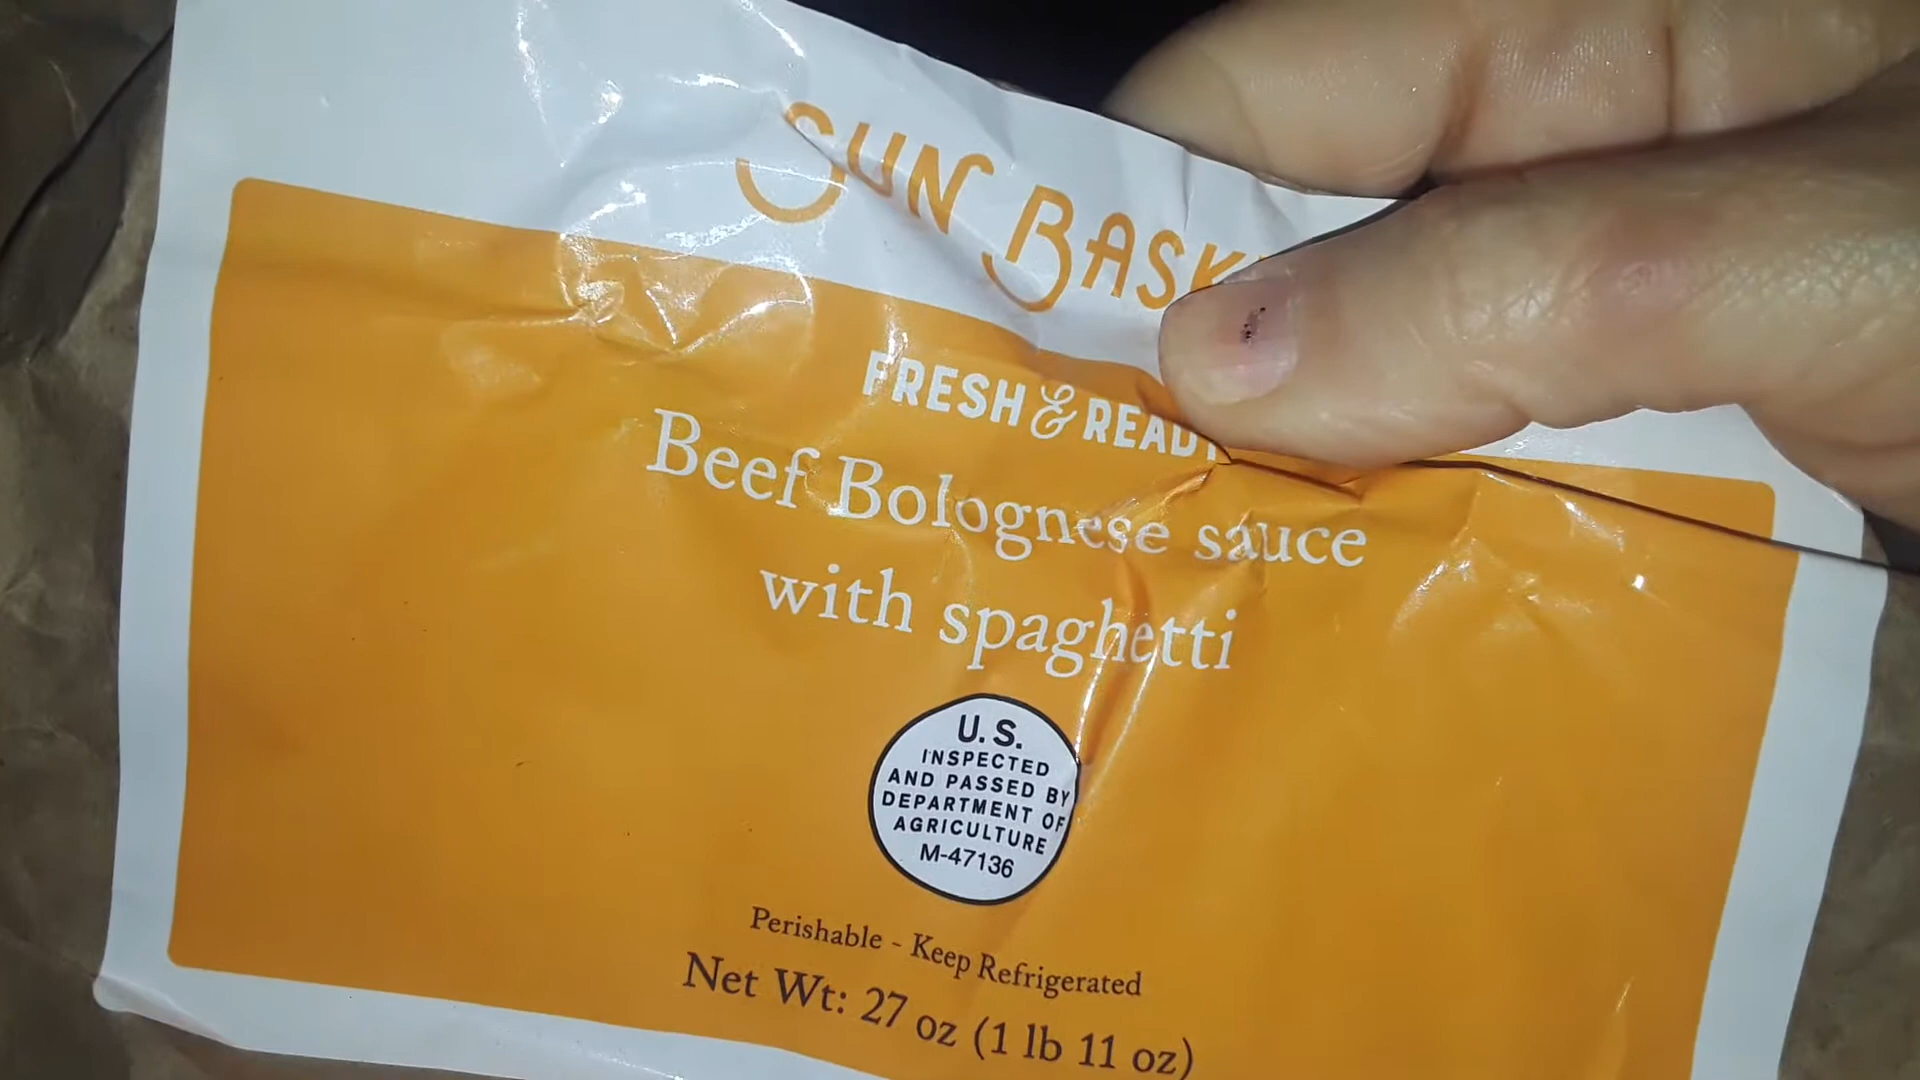 SUN BASK
FRESH & READY
Beef Bolognese sauce
with spaghetti
U.S.
INSPECTED
AND PASSED BY
DEPARTMENT OF
AGRICULTURE
M-47136
Perishable - Keep Refrigerated
Net Wt: 27 oz (1 lb 11 oz)